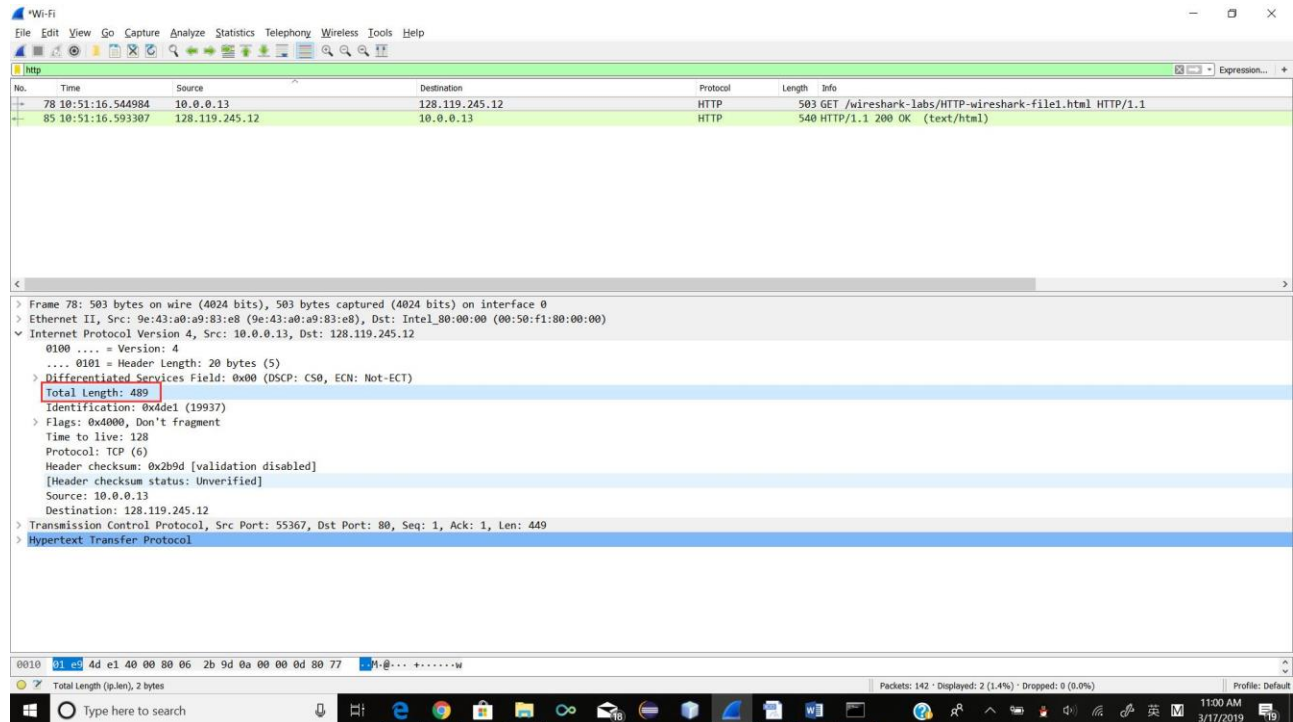 *Wi-Fi
File Edit View Go Capture Analyze Statistics Telephony Wireless Tools Help
http Expression... +
No. Time Source Destination Protocol Length Info
78 10:51:16.544984 10.0.0.13 128.119.245.12 HTTP 503 GET /wireshark-labs/HTTP-wireshark-file1.html HTTP/1.1
85 10:51:16.593307 128.119.245.12 10.0.0.13 HTTP 540 HTTP/1.1 200 OK (text/html)
Frame 78: 503 bytes on wire (4024 bits), 503 bytes captured (4024 bits) on interface 0
Ethernet II, Src: 9e:43:a0:a9:83:e8 (9e:43:a0:a9:83:e8), Dst: Intel_80:00:00 (00:50:f1:80:00:00)
Internet Protocol Version 4, Src: 10.0.0.13, Dst: 128.119.245.12
0100 .... = Version: 4
.... 0101 = Header Length: 20 bytes (5)
Differentiated Services Field: 0x00 (DSCP: CS0, ECN: Not-ECT)
Total Length: 489
Identification: 0x4de1 (19937)
Flags: 0x4000, Don't fragment
Time to live: 128
Protocol: TCP (6)
Header checksum: 0x2b9d [validation disabled]
[Header checksum status: Unverified]
Source: 10.0.0.13
Destination: 128.119.245.12
Transmission Control Protocol, Src Port: 55367, Dst Port: 80, Seq: 1, Ack: 1, Len: 449
Hypertext Transfer Protocol
0010 01 e9 4d e1 40 00 80 06 2b 9d 0a 00 00 0d 80 77 ··M·@··· +······w
Total Length (ip.len), 2 bytes Packets: 142 · Displayed: 2 (1.4%) · Dropped: 0 (0.0%) Profile: Default
Type here to search 18 英 M 11:00 AM
3/17/2019 19